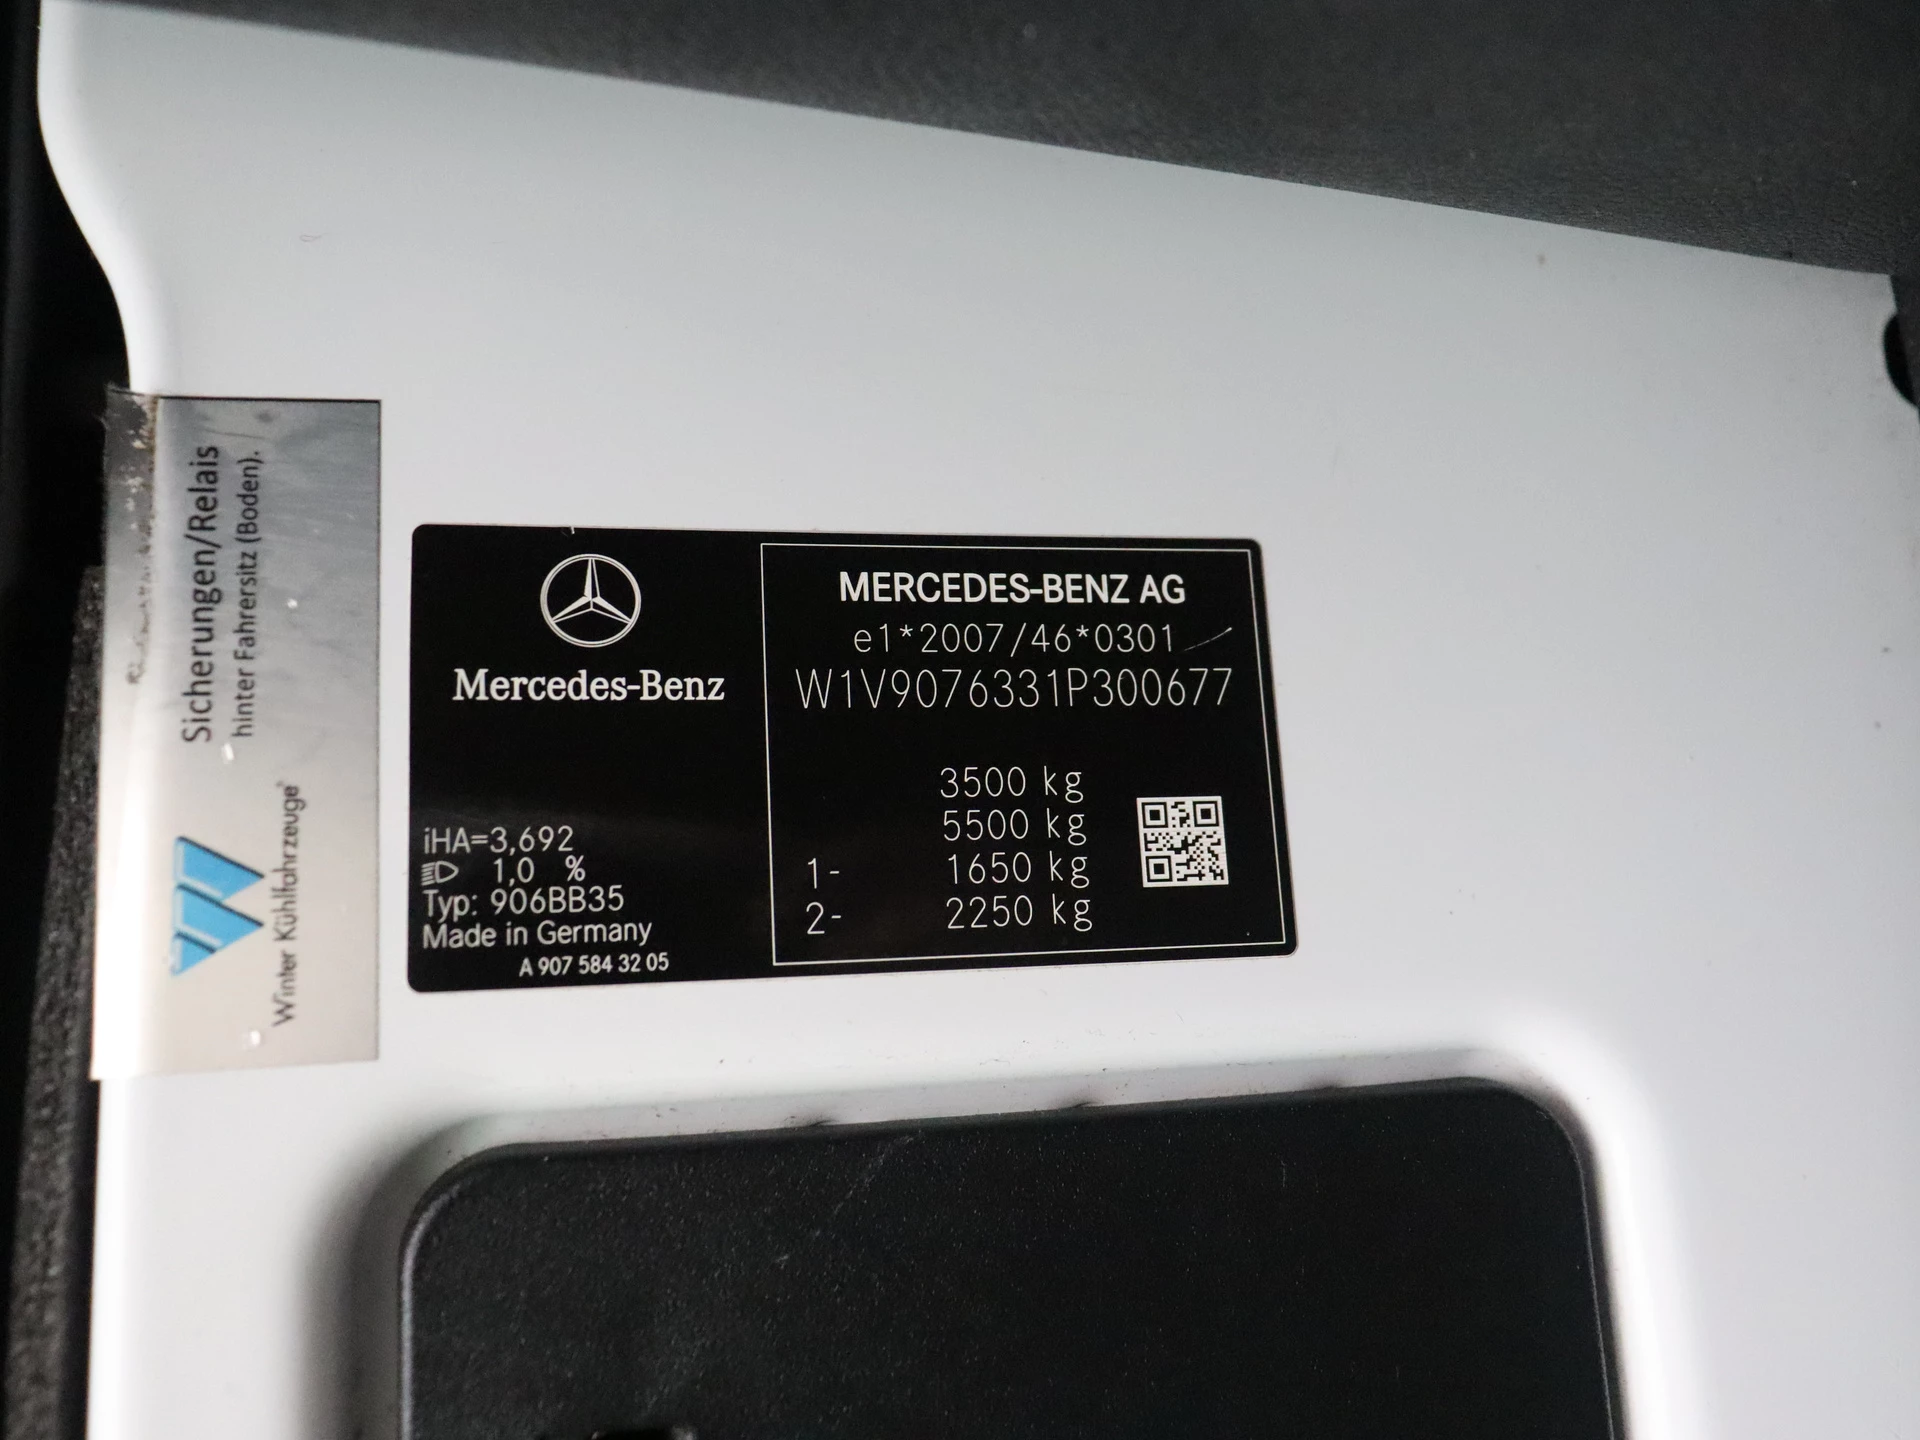 Sicherungen/Relais
hinter Fahrersitz (Boden).
Winter Kühlfahrzeuge
Mercedes-Benz
iHA=3,692
1,0 %
Typ: 906BB35
Made in Germany
A 907 584 32 05
MERCEDES-BENZ AG
e1*2007/46*0301
W1V9076331P300677
3500 kg
5500 kg
1- 1650 kg
2- 2250 kg